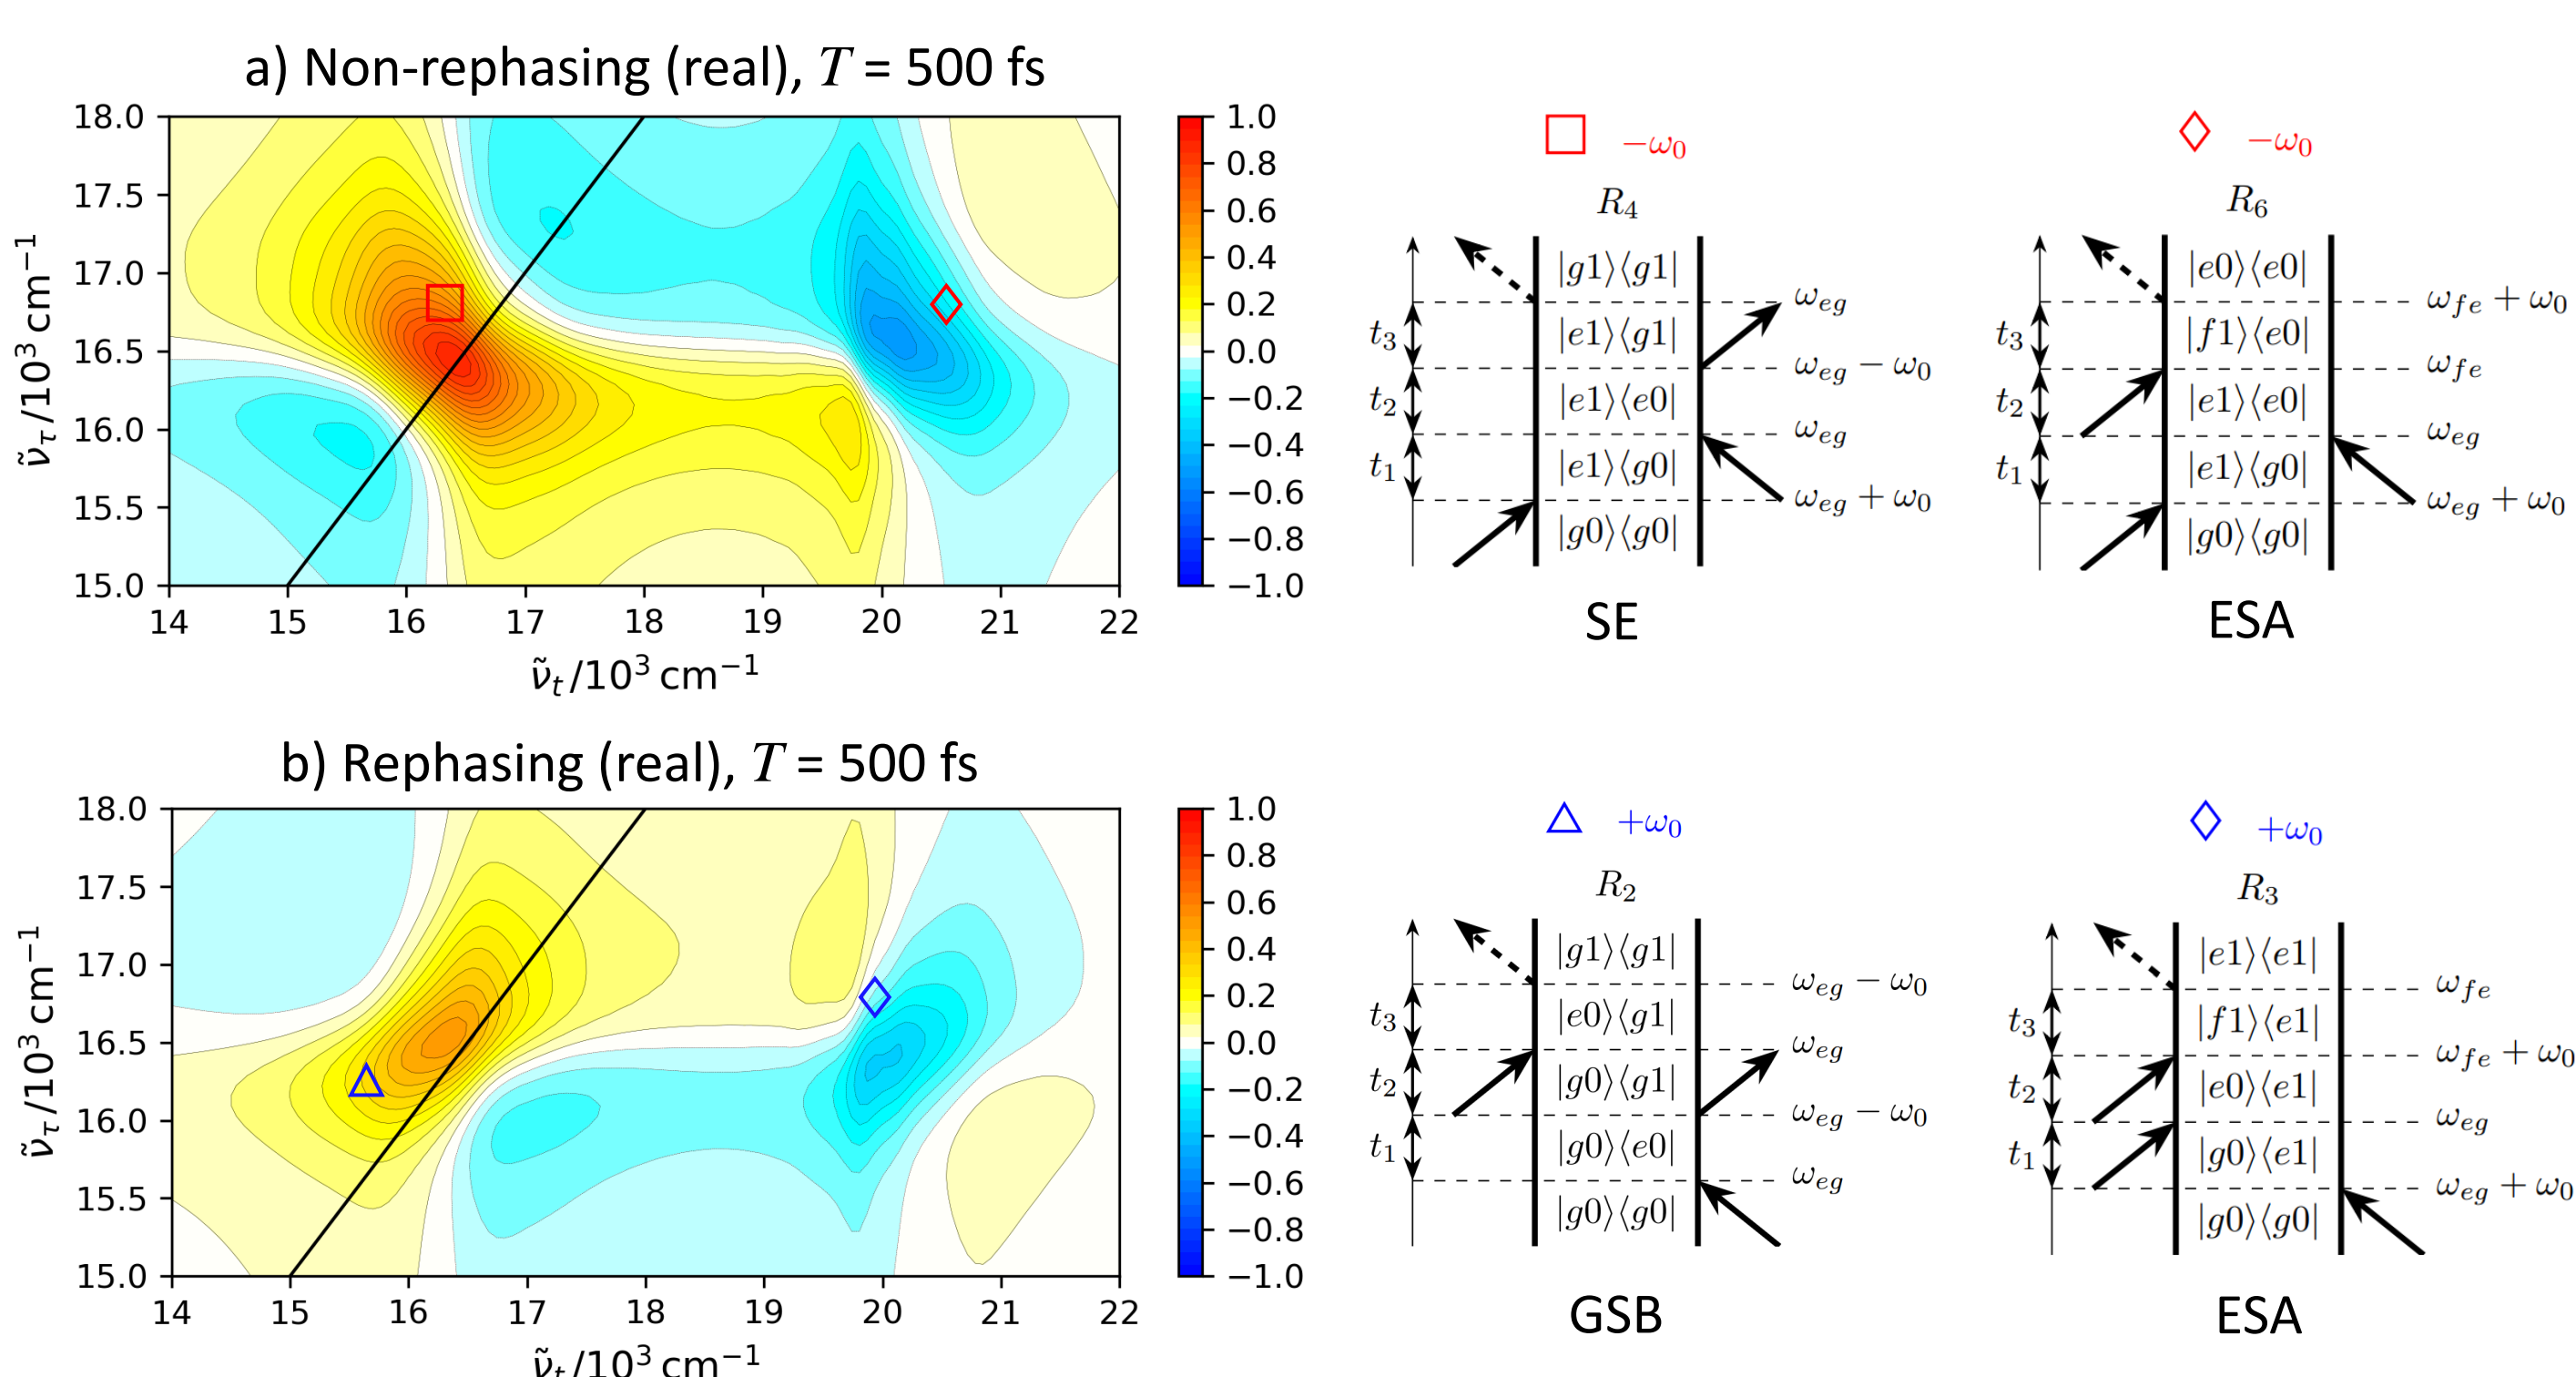 a) Non-rephasing (real), T = 500 fs
18.0
17.5
17.0
16.5
16.0
15.5
15.0
ν̃τ /10³ cm⁻¹
14 15 16 17 18 19 20 21 22
ν̃t /10³ cm⁻¹
1.0
0.8
0.6
0.4
0.2
0.0
−0.2
−0.4
−0.6
−0.8
−1.0
−ω₀
R₄
|g1⟩⟨g1|
ωeg
t₃ |e1⟩⟨g1|
ωeg − ω₀
t₂ |e1⟩⟨e0|
ωeg
t₁ |e1⟩⟨g0|
ωeg + ω₀
|g0⟩⟨g0|
SE
−ω₀
R₆
|e0⟩⟨e0|
ωfe + ω₀
t₃ |f1⟩⟨e0|
ωfe
t₂ |e1⟩⟨e0|
ωeg
t₁ |e1⟩⟨g0|
ωeg + ω₀
|g0⟩⟨g0|
ESA
b) Rephasing (real), T = 500 fs
18.0
17.5
17.0
16.5
16.0
15.5
15.0
ν̃τ /10³ cm⁻¹
14 15 16 17 18 19 20 21 22
ν̃t /10³ cm⁻¹
1.0
0.8
0.6
0.4
0.2
0.0
−0.2
−0.4
−0.6
−0.8
−1.0
+ω₀
R₂
|g1⟩⟨g1|
ωeg − ω₀
t₃ |e0⟩⟨g1|
ωeg
t₂ |g0⟩⟨g1|
ωeg − ω₀
t₁ |g0⟩⟨e0|
ωeg
|g0⟩⟨g0|
GSB
+ω₀
R₃
|e1⟩⟨e1|
ωfe
t₃ |f1⟩⟨e1|
ωfe + ω₀
t₂ |e0⟩⟨e1|
ωeg
t₁ |g0⟩⟨e1|
ωeg + ω₀
|g0⟩⟨g0|
ESA